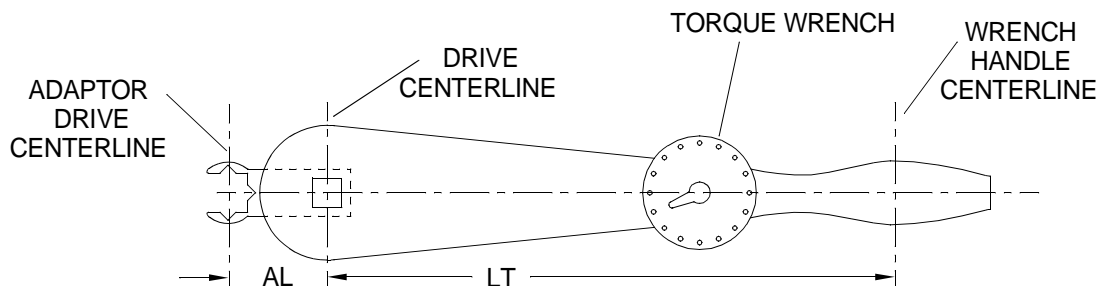 TORQUE WRENCH
WRENCH
HANDLE
CENTERLINE
DRIVE
CENTERLINE
ADAPTOR
DRIVE
CENTERLINE
AL
LT